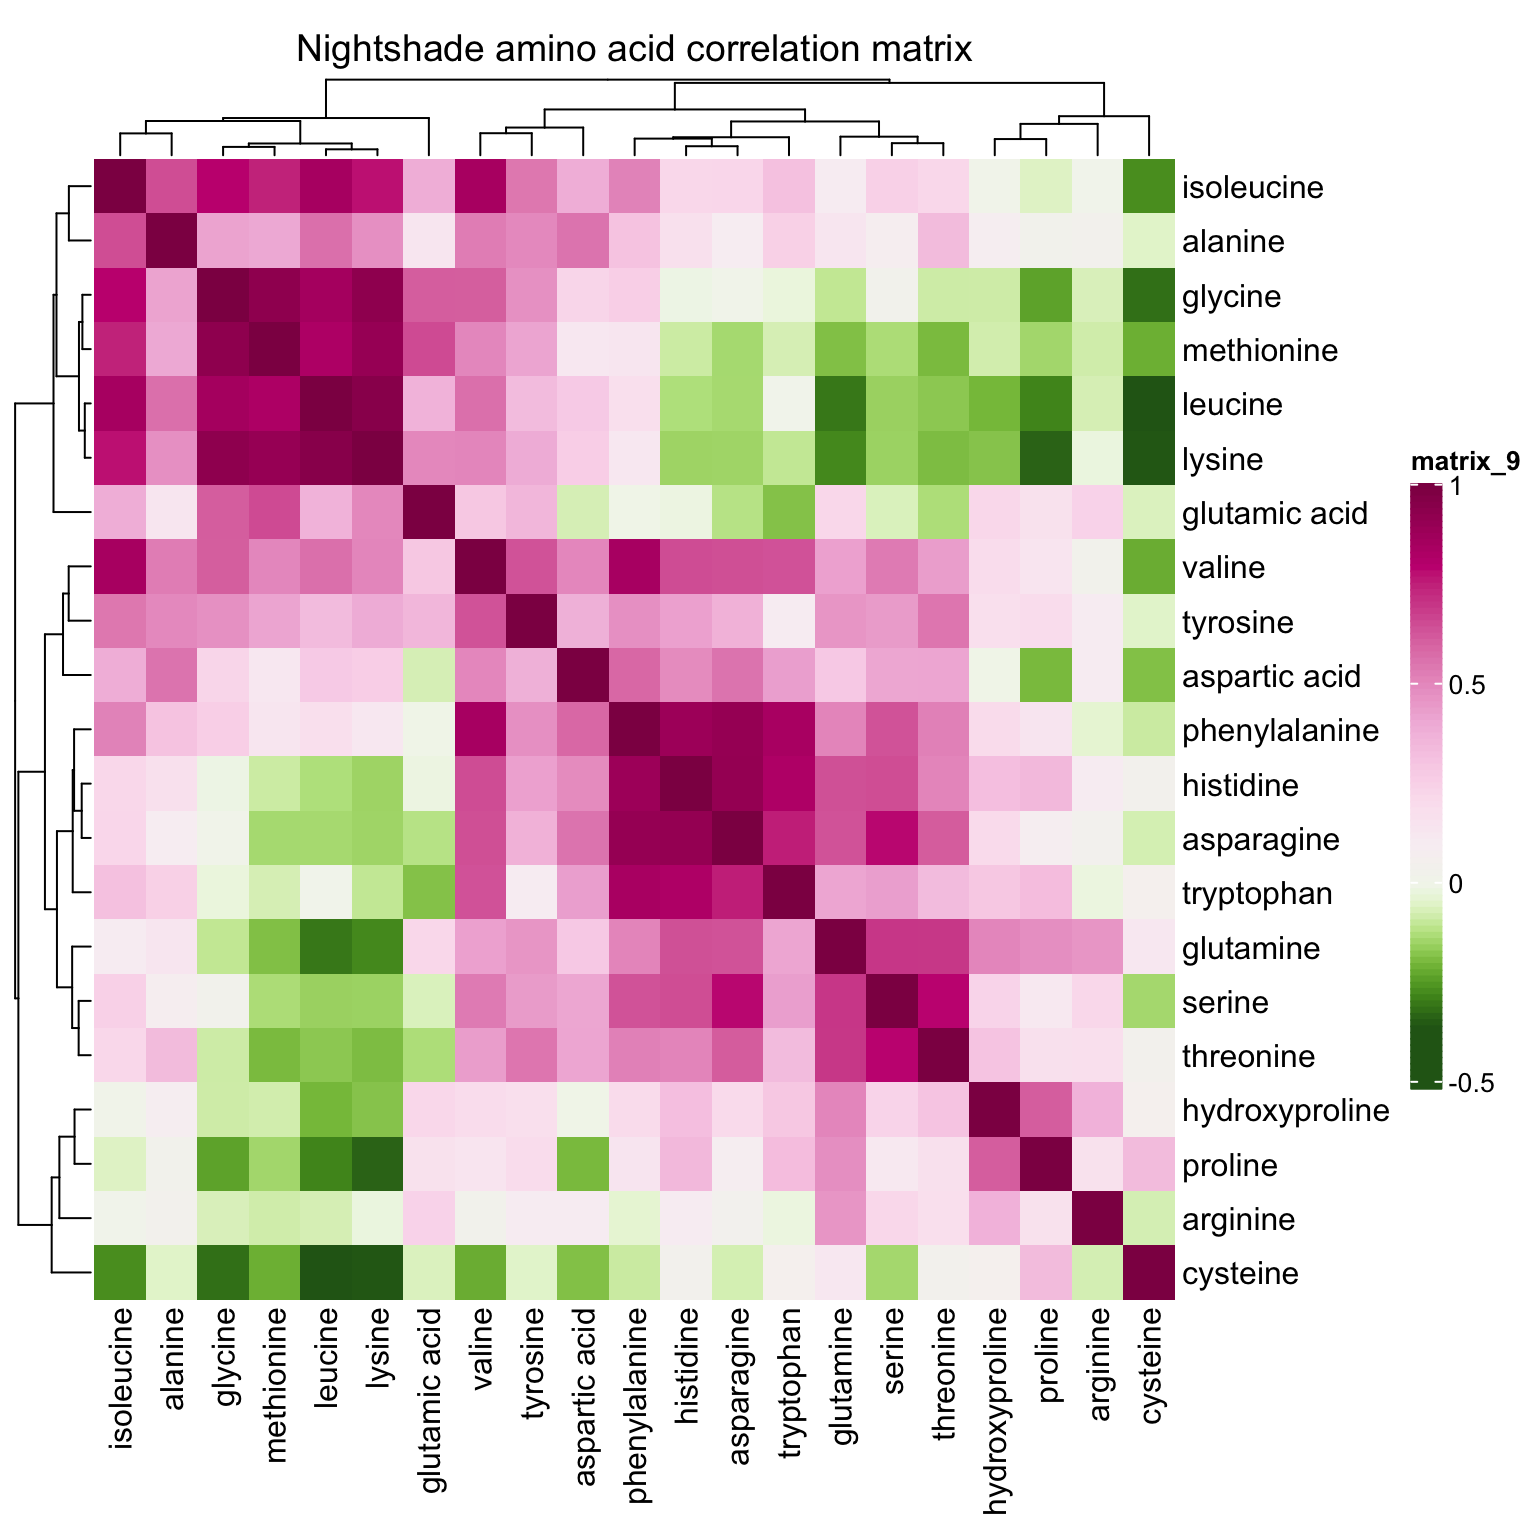 Nightshade amino acid correlation matrix
isoleucine
alanine
glycine
methionine
leucine
lysine
glutamic acid
valine
tyrosine
aspartic acid
phenylalanine
histidine
asparagine
tryptophan
glutamine
serine
threonine
hydroxyproline
proline
arginine
cysteine
matrix_9
1
0.5
0
-0.5
isoleucine
alanine
glycine
methionine
leucine
lysine
glutamic acid
valine
tyrosine
aspartic acid
phenylalanine
histidine
asparagine
tryptophan
glutamine
serine
threonine
hydroxyproline
proline
arginine
cysteine